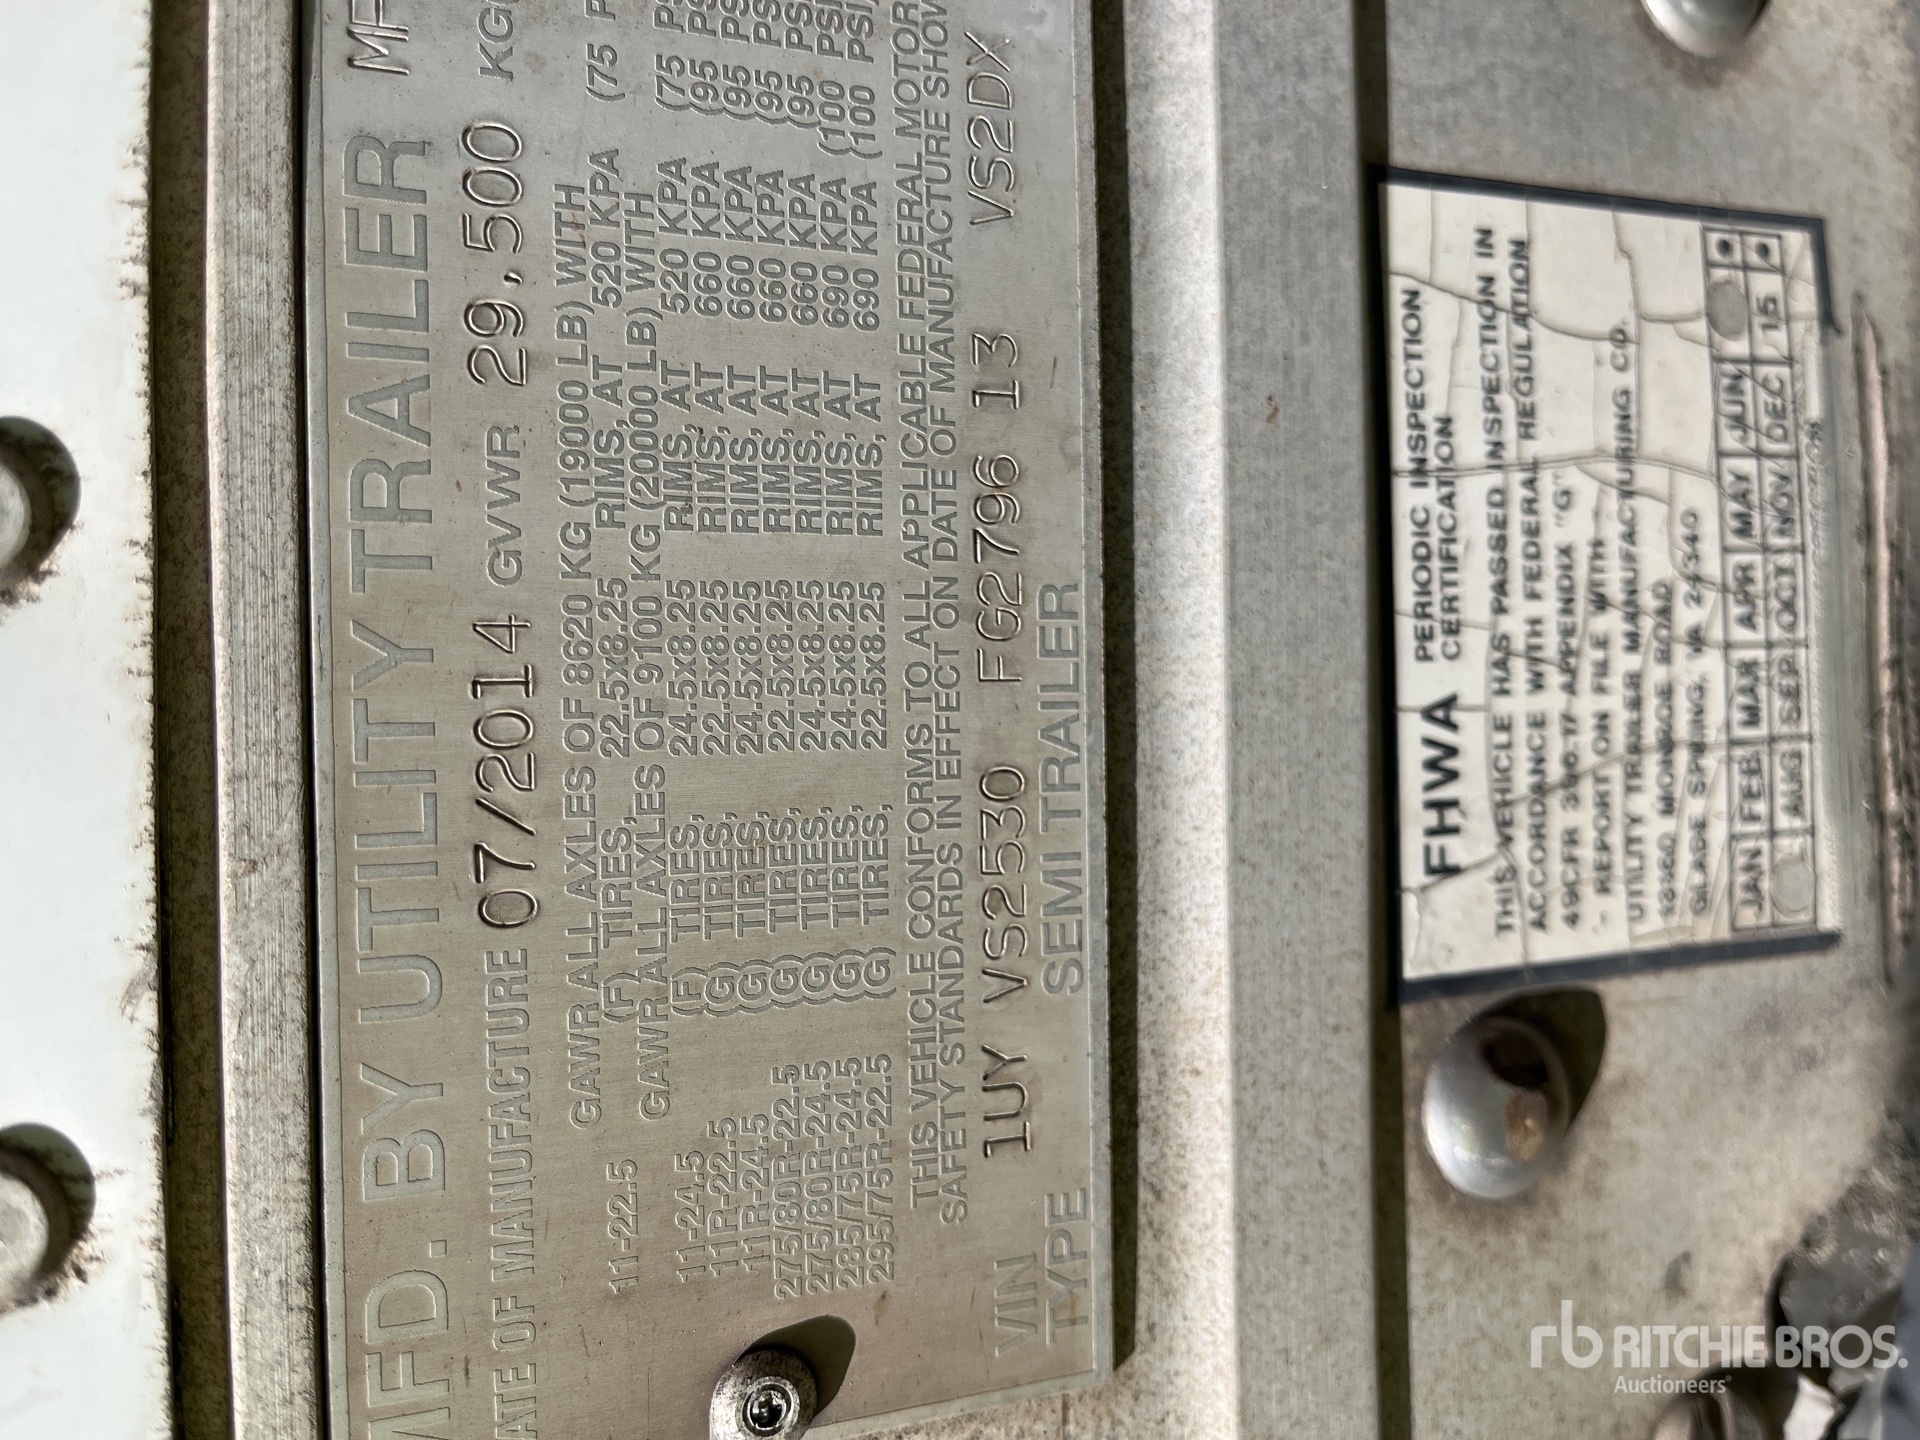 MFD. BY UTILITY TRAILER MF
ATE OF MANUFACTURE 07/2014 GVWR 29,500 KG
GAWR ALL AXLES OF 8620 KG (19000 LB) WITH
11-22.5 (F) TIRES, 22.5x8.25 RIMS, AT 520 KPA (75 P
GAWR ALL AXLES OF 9100 KG (20000 LB) WITH
11-24.5 (F) TIRES, 24.5x8.25 RIMS, AT 520 KPA (75 PS
11R-22.5 (G) TIRES, 22.5x8.25 RIMS, AT 660 KPA (95 PS
11R-24.5 (G) TIRES, 24.5x8.25 RIMS, AT 660 KPA (95 PS
275/80R-22.5 (G) TIRES, 22.5x8.25 RIMS, AT 660 KPA (95 PSI
275/80R-24.5 (G) TIRES, 24.5x8.25 RIMS, AT 660 KPA (95 PSI
285/75R-24.5 (G) TIRES, 24.5x8.25 RIMS, AT 690 KPA (100 PSI
295/75R-22.5 (G) TIRES, 22.5x8.25 RIMS, AT 690 KPA (100 PSI,
THIS VEHICLE CONFORMS TO ALL APPLICABLE FEDERAL MOTOR
SAFETY STANDARDS IN EFFECT ON DATE OF MANUFACTURE SHOW
VIN 1UY VS2530 FG2796 13 VS2DX
TYPE SEMI TRAILER
FHWA PERIODIC INSPECTION
CERTIFICATION
THIS VEHICLE HAS PASSED INSPECTION IN
ACCORDANCE WITH FEDERAL REGULATION
49CFR 396.17 APPENDIX "G"
- REPORT ON FILE WITH -
UTILITY TRAILER MANUFACTURING CO.
MONROE ROAD
GLADE SPRING, VA 24340
JAN FEB MAR APR MAY JUN
AUG SEP OCT NOV DEC 15
rb RITCHIE BROS.
Auctioneers